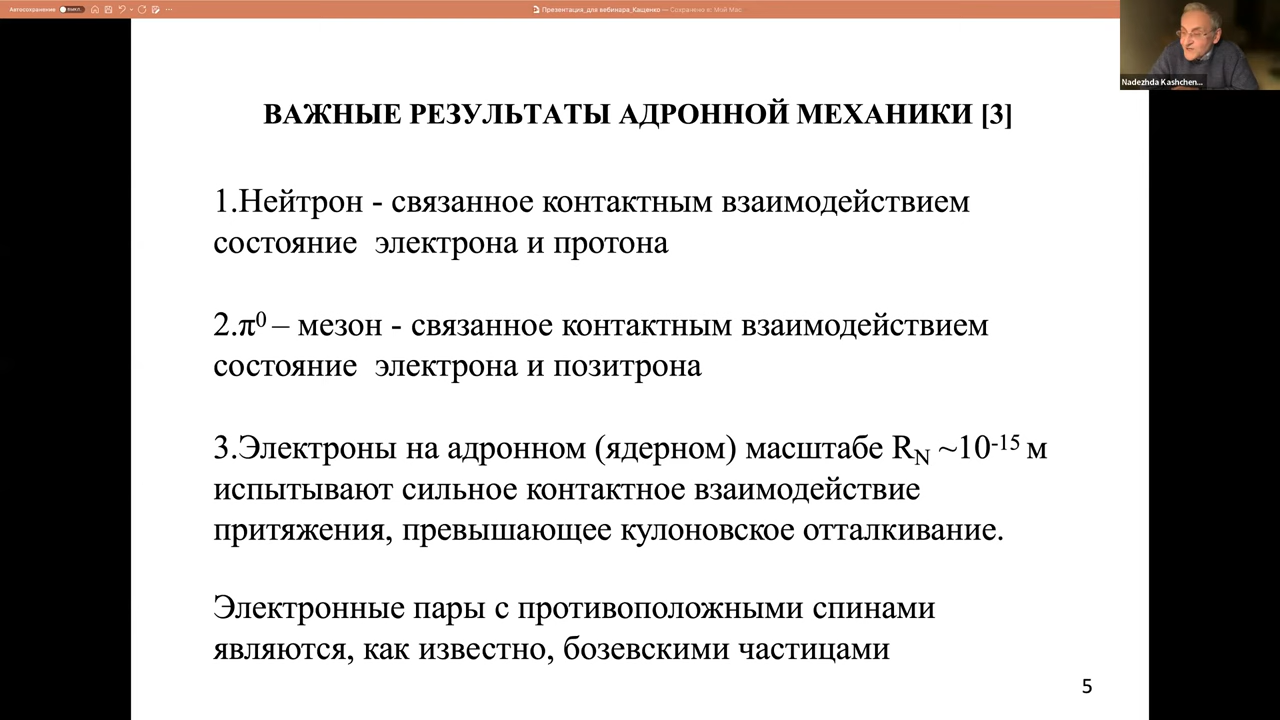 Автосохранение
Презентация_для вебинара_Кащенко — Сохранено в: Мой Mac
Nadezhda Kashchen...
ВАЖНЫЕ РЕЗУЛЬТАТЫ АДРОННОЙ МЕХАНИКИ [3]
1.Нейтрон - связанное контактным взаимодействием
состояние электрона и протона
2.π⁰ – мезон - связанное контактным взаимодействием
состояние электрона и позитрона
3.Электроны на адронном (ядерном) масштабе R_N ~10⁻¹⁵ м
испытывают сильное контактное взаимодействие
притяжения, превышающее кулоновское отталкивание.
Электронные пары с противоположными спинами
являются, как известно, бозевскими частицами
5